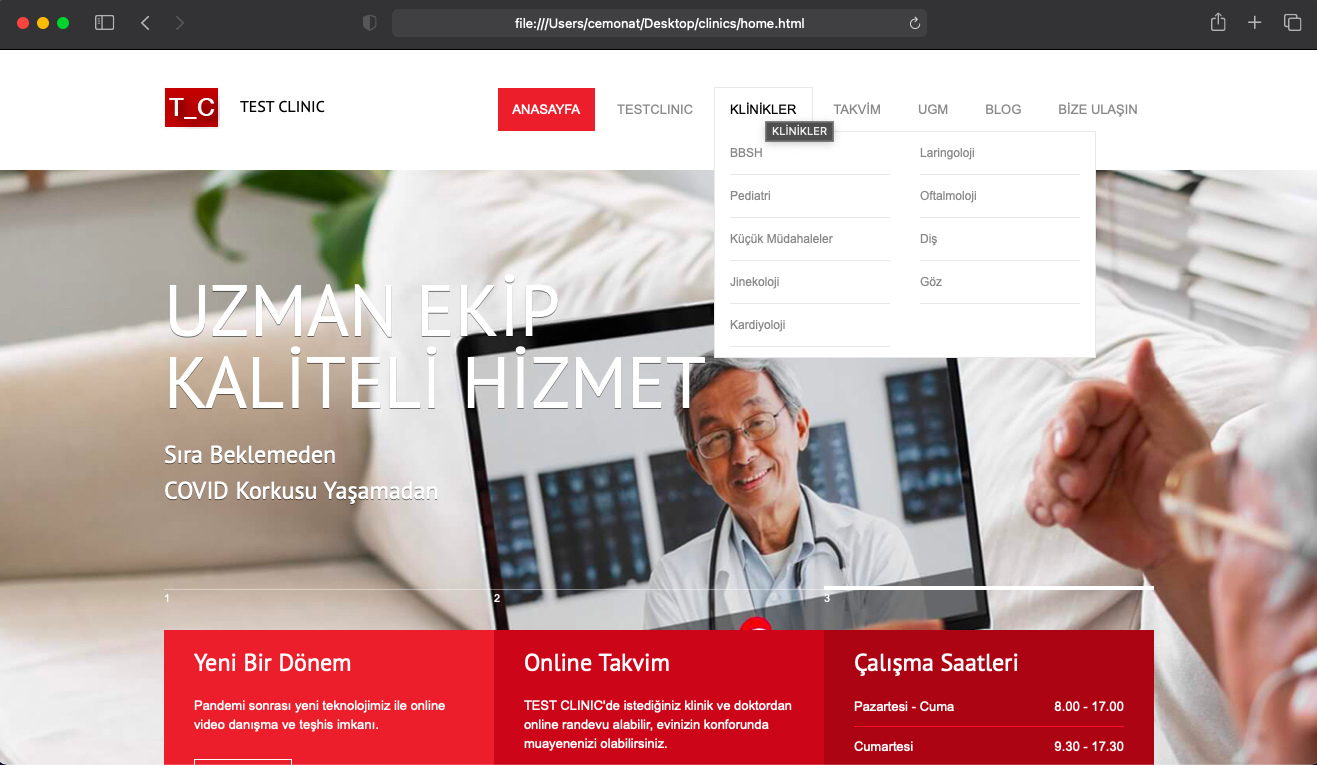 file:///Users/cemonat/Desktop/clinics/home.html
T_C
TEST CLINIC
ANASAYFA
TESTCLINIC
KLİNİKLER
TAKVİM
UGM
BLOG
BİZE ULAŞIN
KLİNİKLER
BBSH
Laringoloji
Pediatri
Oftalmoloji
Küçük Müdahaleler
Diş
Jinekoloji
Göz
Kardiyoloji
UZMAN EKİP
KALİTELİ HİZMET
Sıra Beklemeden
COVID Korkusu Yaşamadan
1
2
3
Yeni Bir Dönem
Pandemi sonrası yeni teknolojimiz ile online
video danışma ve teşhis imkanı.
Online Takvim
TEST CLINIC'de istediğiniz klinik ve doktordan
online randevu alabilir, evinizin konforunda
muayenenizi olabilirsiniz.
Çalışma Saatleri
Pazartesi - Cuma 8.00 - 17.00
Cumartesi 9.30 - 17.30